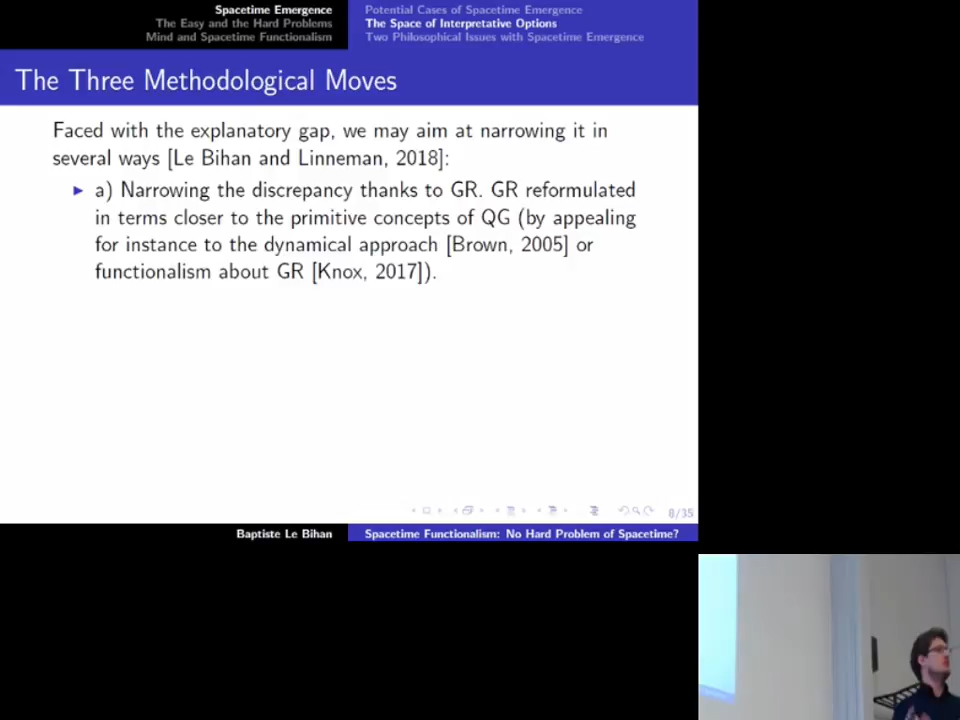 Spacetime Emergence
The Easy and the Hard Problems
Mind and Spacetime Functionalism
Potential Cases of Spacetime Emergence
The Space of Interpretative Options
Two Philosophical Issues with Spacetime Emergence
The Three Methodological Moves
Faced with the explanatory gap, we may aim at narrowing it in
several ways [Le Bihan and Linneman, 2018]:
a) Narrowing the discrepancy thanks to GR. GR reformulated
in terms closer to the primitive concepts of QG (by appealing
for instance to the dynamical approach [Brown, 2005] or
functionalism about GR [Knox, 2017]).
8/35
Baptiste Le Bihan
Spacetime Functionalism: No Hard Problem of Spacetime?